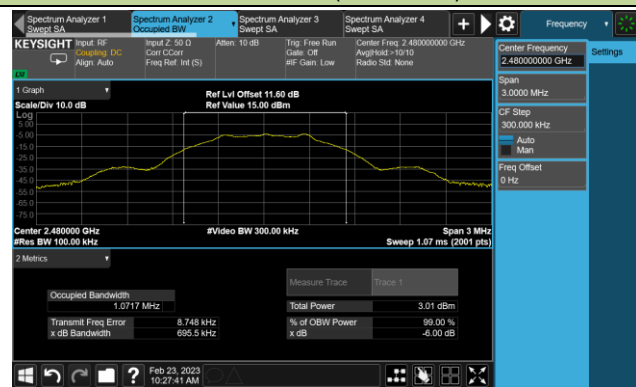 Spectrum Analyzer 1
Swept SA
Spectrum Analyzer 2
Occupied BW
Spectrum Analyzer 3
Swept SA
Spectrum Analyzer 4
Swept SA
Frequency
KEYSIGHT
Input: RF
Coupling: DC
Align: Auto
Input Z: 50 Ω
Corr CCorr
Freq Ref: Int (S)
Atten: 10 dB
Trig: Free Run
Gate: Off
#IF Gain: Low
Center Freq: 2.480000000 GHz
Avg|Hold:>10/10
Radio Std: None
Center Frequency
2.480000000 GHz
Settings
Span
3.0000 MHz
CF Step
300.000 kHz
Auto
Man
Freq Offset
0 Hz
1 Graph
Scale/Div 10.0 dB
Ref Lvl Offset 11.60 dB
Ref Value 15.00 dBm
Log
5.00
-5.00
-15.0
-25.0
-35.0
-45.0
-55.0
-65.0
-75.0
Center 2.480000 GHz
#Res BW 100.00 kHz
#Video BW 300.00 kHz
Span 3 MHz
Sweep 1.07 ms (2001 pts)
2 Metrics
Measure Trace
Trace 1
Occupied Bandwidth
1.0717 MHz
Total Power
3.01 dBm
Transmit Freq Error
8.748 kHz
% of OBW Power
99.00 %
x dB Bandwidth
695.5 kHz
x dB
-6.00 dB
Feb 23, 2023
10:27:41 AM